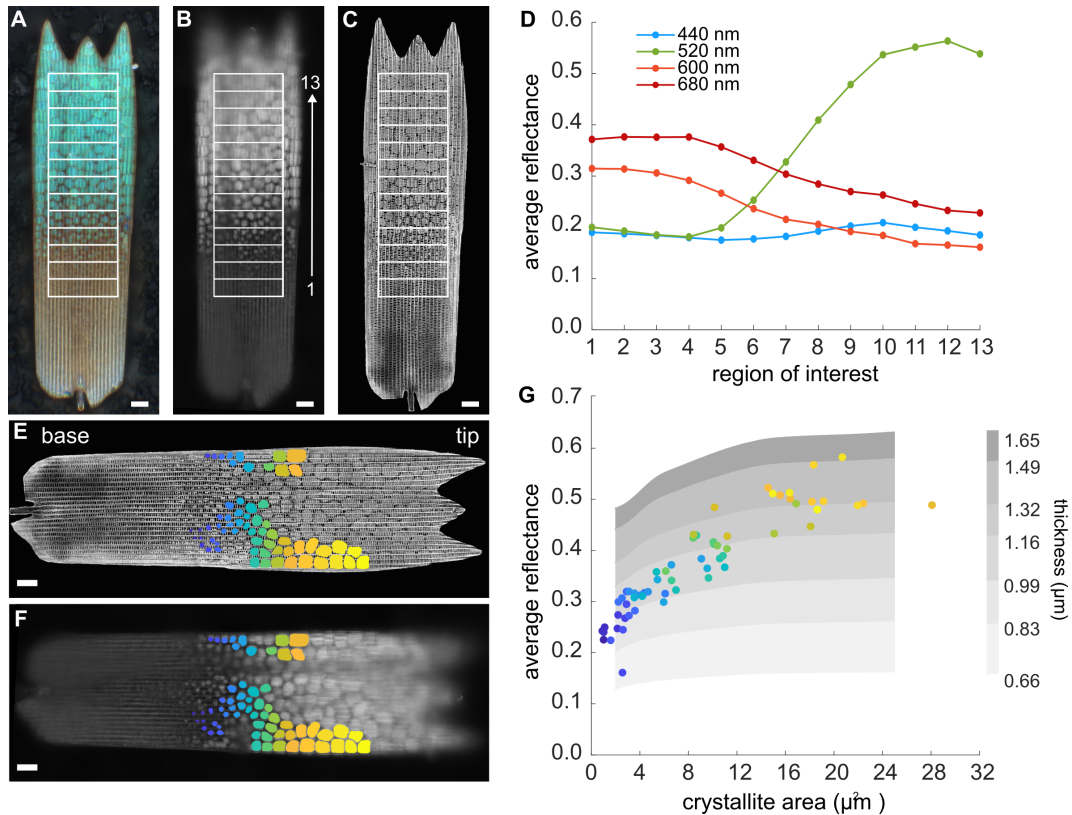 A
B
C
13
1
D
440 nm
520 nm
600 nm
680 nm
average reflectance
0.6
0.5
0.4
0.3
0.2
0.1
0.0
1 2 3 4 5 6 7 8 9 10 11 12 13
region of interest
E
base
tip
F
G
average reflectance
0.7
0.6
0.5
0.4
0.3
0.2
0.1
0.0
0 4 8 12 16 20 24 28 32
crystallite area (µm²)
1.65
1.49
1.32
1.16
0.99
0.83
0.66
thickness (µm)